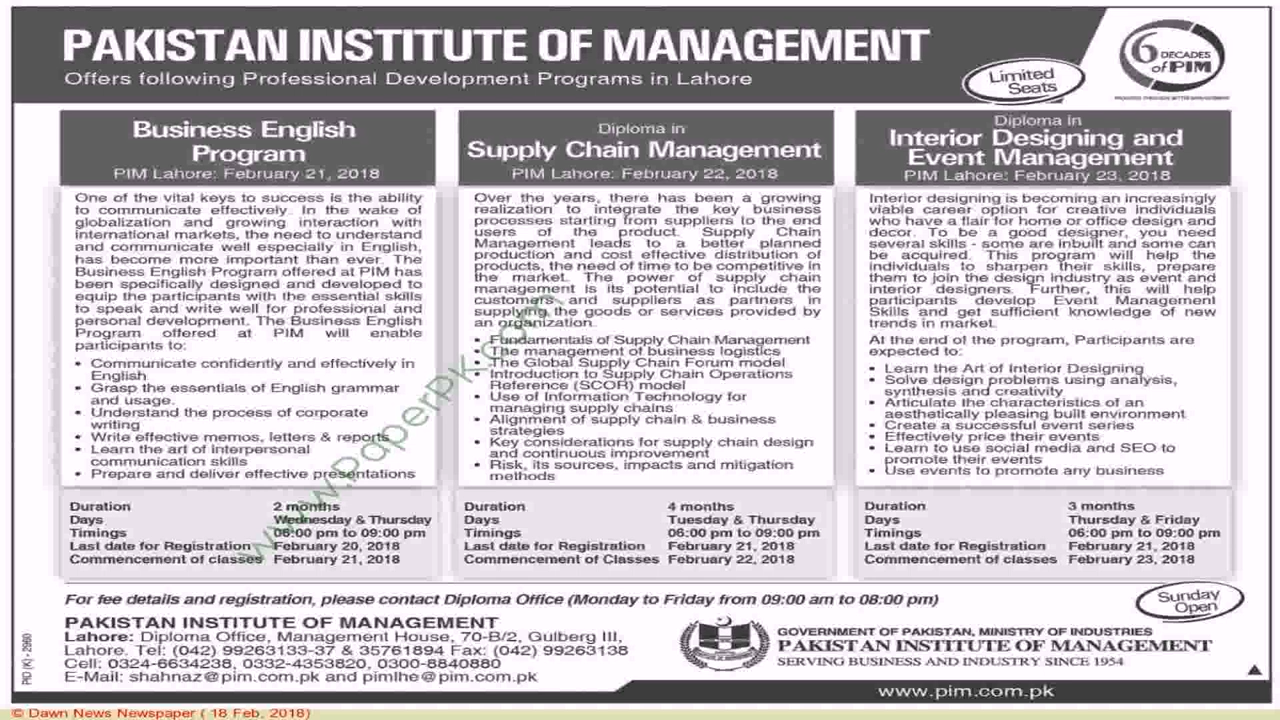 PAKISTAN INSTITUTE OF MANAGEMENT
Offers following Professional Development Programs in Lahore
Limited
Seats
6 DECADES
of PIM
Business English
Program
PIM Lahore: February 21, 2018
One of the vital keys to success is the ability
to communicate effectively. In the wake of
globalization and growing interaction with
international markets, the need to understand
and communicate well especially in English,
has become more important than ever. The
Business English Program offered at PIM has
been specifically designed and developed to
equip the participants with the essential skills
to speak and write well for professional and
personal development. The Business English
Program offered at PIM will enable
participants to:
• Communicate confidently and effectively in
English
• Grasp the essentials of English grammar
and usage.
• Understand the process of corporate
writing
• Write effective memos, letters & reports
• Learn the art of interpersonal
communication skills
• Prepare and deliver effective presentations
Duration 2 months
Days Wednesday & Thursday
Timings 06:00 pm to 09:00 pm
Last date for Registration February 20, 2018
Commencement of classes February 21, 2018
Diploma in
Supply Chain Management
PIM Lahore: February 22, 2018
Over the years, there has been a growing
realization to integrate the key business
processes starting from suppliers to the end
users of the product. Supply Chain
Management leads to a better planned
production and cost effective distribution of
products, the need of time to be competitive in
the market. The power of supply chain
management is its potential to include the
customers and suppliers as partners in
supplying the goods or services provided by
an organization.
• Fundamentals of Supply Chain Management
• The management of business logistics
• The Global Supply Chain Forum model
• Introduction to Supply Chain Operations
Reference (SCOR) model
• Use of Information Technology for
managing supply chains
• Alignment of supply chain & business
strategies
• Key considerations for supply chain design
and continuous improvement
• Risk, its sources, impacts and mitigation
methods
Duration 4 months
Days Tuesday & Thursday
Timings 06:00 pm to 09:00 pm
Last date for Registration February 21, 2018
Commencement of Classes February 22, 2018
Diploma in
Interior Designing and
Event Management
PIM Lahore: February 23, 2018
Interior designing is becoming an increasingly
viable career option for creative individuals
who have a flair for home or office design and
decor. To be a good designer, you need
several skills - some are inbuilt and some can
be acquired. This program will help the
individuals to sharpen their skills, prepare
them to join the design industry as event and
interior designers. Further, this will help
participants develop Event Management
Skills and get sufficient knowledge of new
trends in market.
At the end of the program, Participants are
expected to:
• Learn the Art of Interior Designing
• Solve design problems using analysis,
synthesis and creativity
• Articulate the characteristics of an
aesthetically pleasing built environment
• Create a successful event series
• Effectively price their events
• Learn to use social media and SEO to
promote their events
• Use events to promote any business
Duration 3 months
Days Thursday & Friday
Timings 06:00 pm to 09:00 pm
Last date for Registration February 21, 2018
Commencement of classes February 23, 2018
www.PaperPK.com
For fee details and registration, please contact Diploma Office (Monday to Friday from 09:00 am to 08:00 pm)
Sunday
Open
PAKISTAN INSTITUTE OF MANAGEMENT
Lahore: Diploma Office, Management House, 70-B/2, Gulberg III,
Lahore. Tel: (042) 99263133-37 & 35761894 Fax: (042) 99263138
Cell: 0324-6634238, 0332-4353820, 0300-8840880
E-Mail: shahnaz@pim.com.pk and pimlhe@pim.com.pk
PID (K) - 2960
GOVERNMENT OF PAKISTAN, MINISTRY OF INDUSTRIES
PAKISTAN INSTITUTE OF MANAGEMENT
SERVING BUSINESS AND INDUSTRY SINCE 1954
www.pim.com.pk
© Dawn News Newspaper ( 18 Feb, 2018)